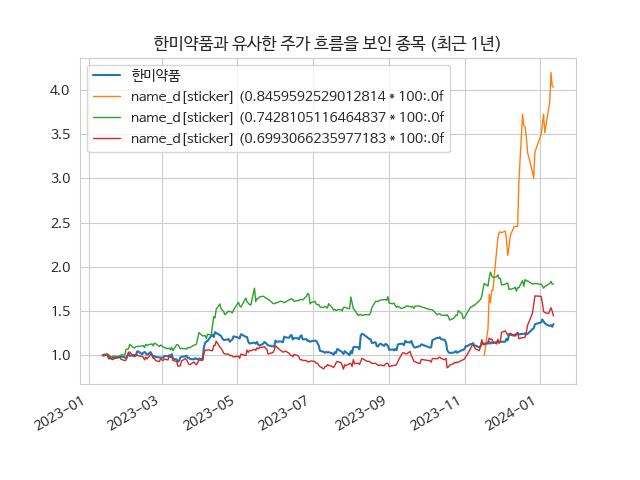 한미약품과 유사한 주가 흐름을 보인 종목 (최근 1년)
한미약품
name_d[sticker] (0.8459592529012814 * 100:.0f
name_d[sticker] (0.7428105116464837 * 100:.0f
name_d[sticker] (0.6993066235977183 * 100:.0f
4.0
3.5
3.0
2.5
2.0
1.5
1.0
2023-01
2023-03
2023-05
2023-07
2023-09
2023-11
2024-01